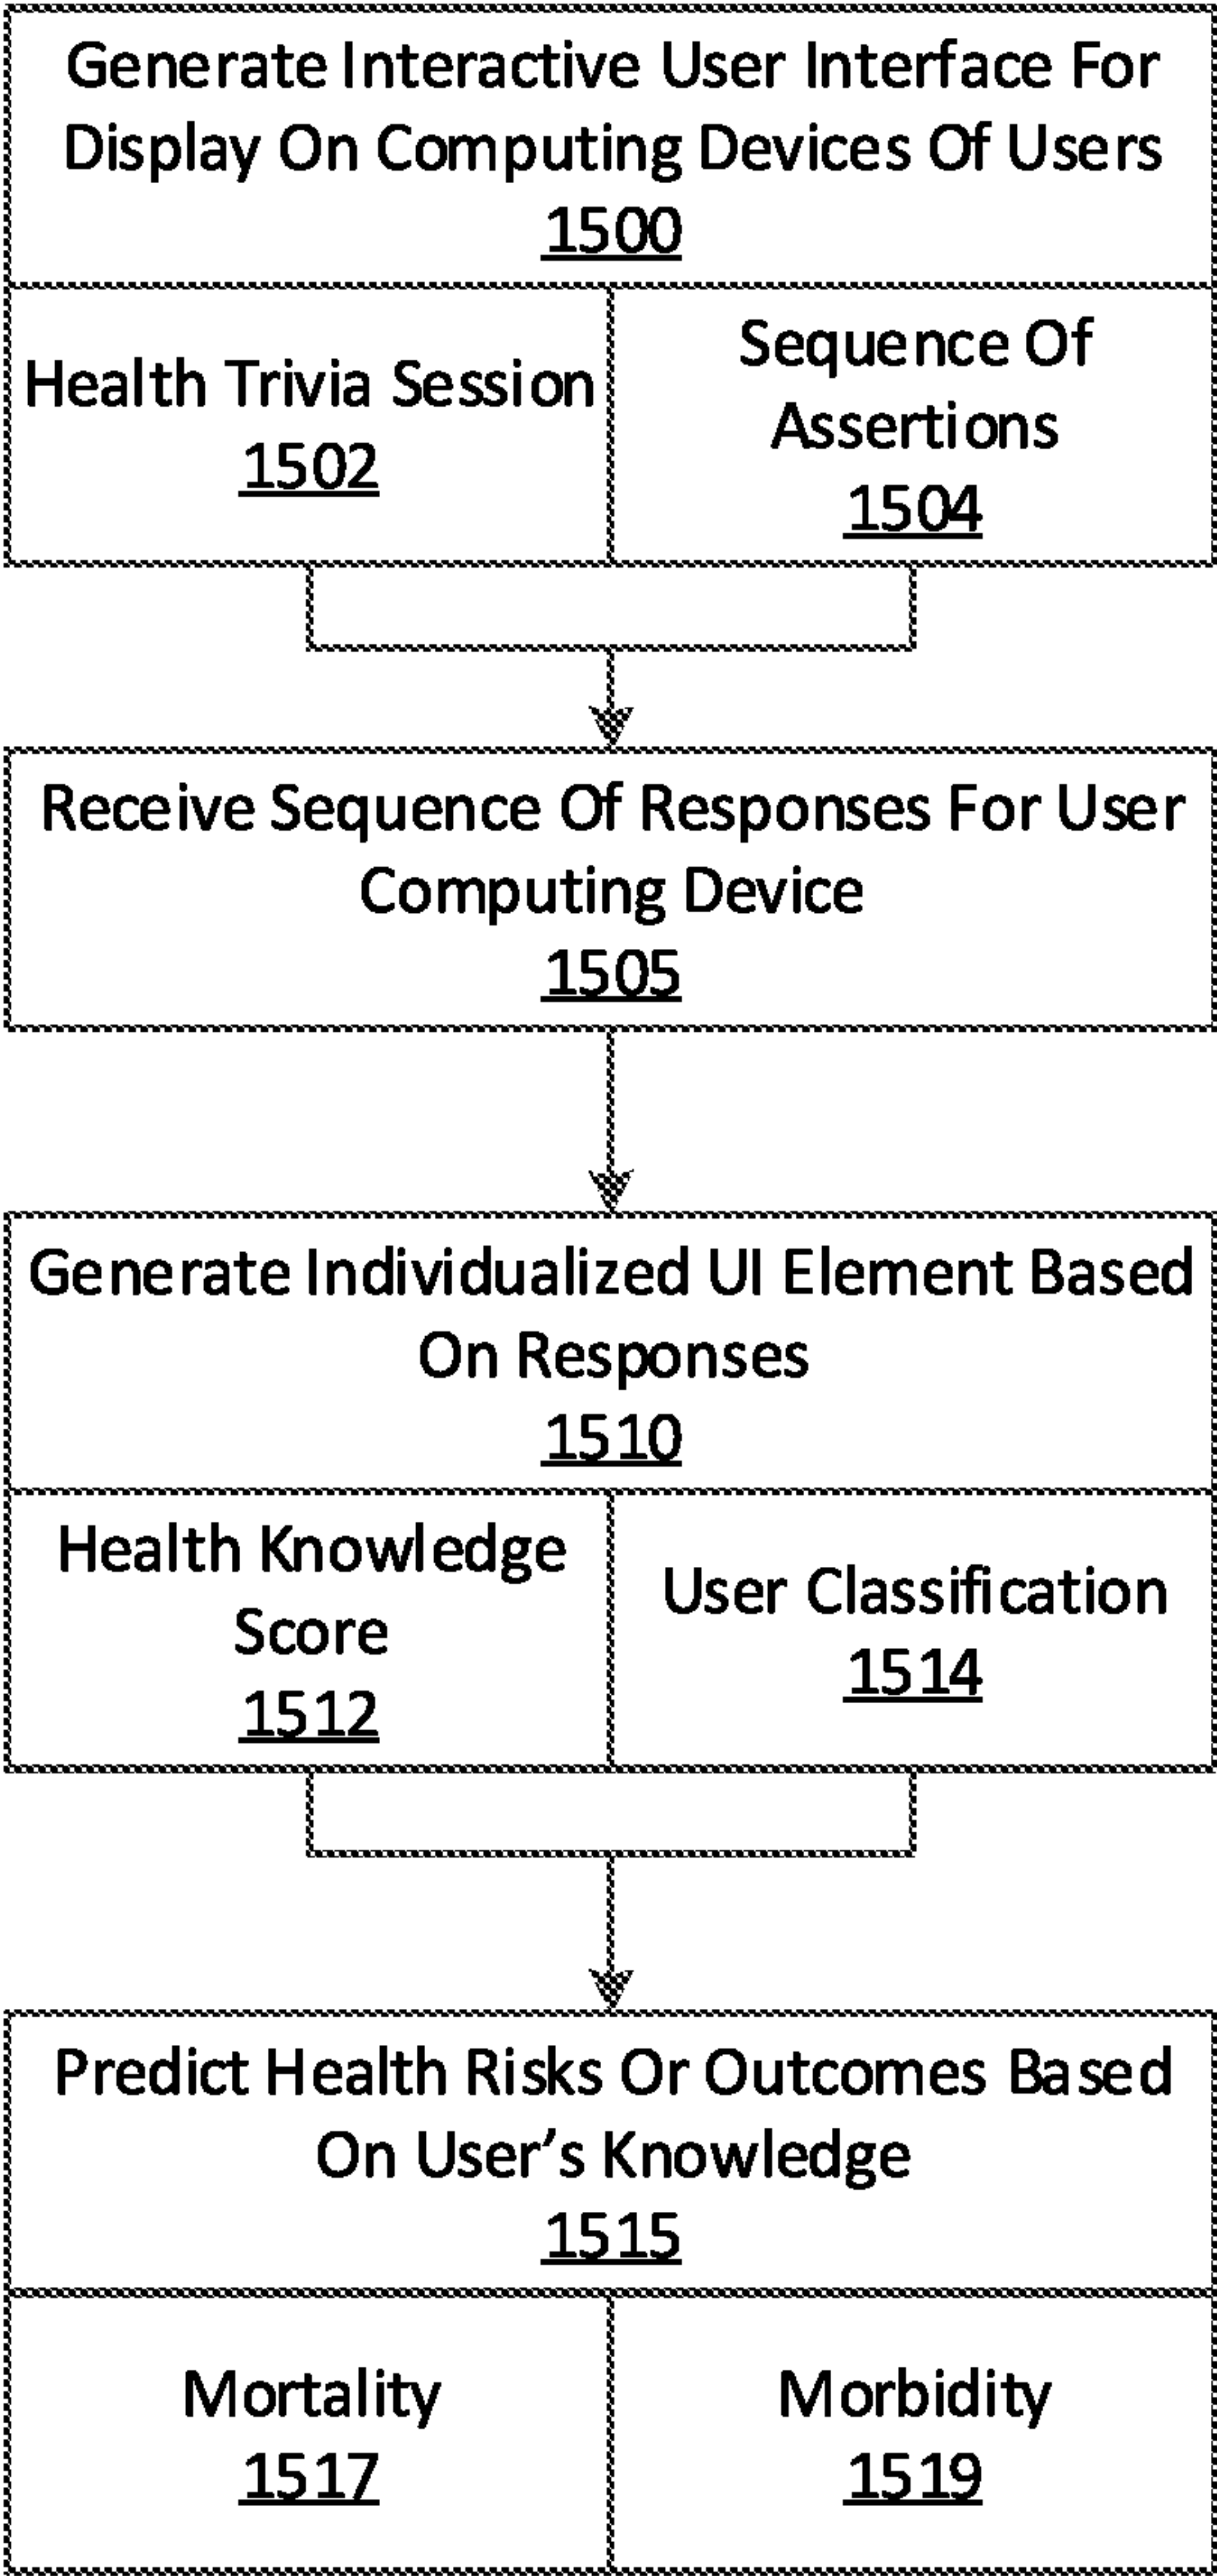 Generate Interactive User Interface For
Display On Computing Devices Of Users
1500
Health Trivia Session
1502
Sequence Of
Assertions
1504
Receive Sequence Of Responses For User
Computing Device
1505
Generate Individualized UI Element Based
On Responses
1510
Health Knowledge
Score
1512
User Classification
1514
Predict Health Risks Or Outcomes Based
On User’s Knowledge
1515
Mortality
1517
Morbidity
1519